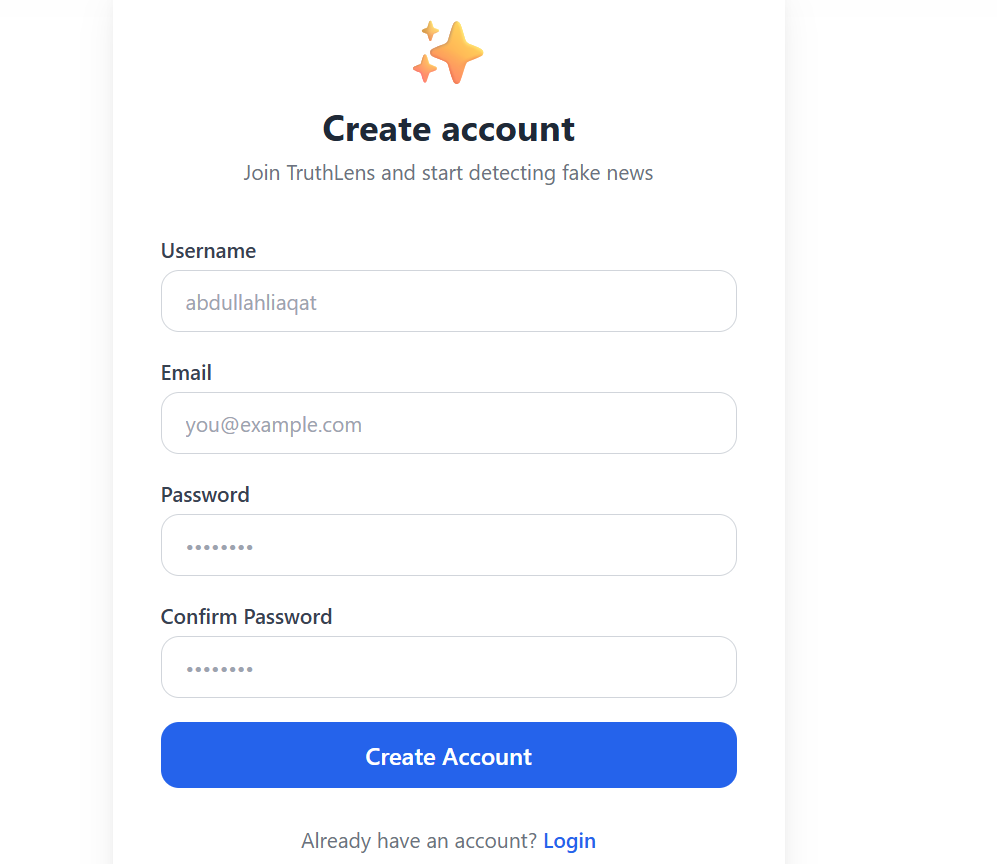 Create account
Join TruthLens and start detecting fake news
Username
abdullahliaqat
Email
you@example.com
Password
••••••••
Confirm Password
••••••••
Create Account
Already have an account? Login